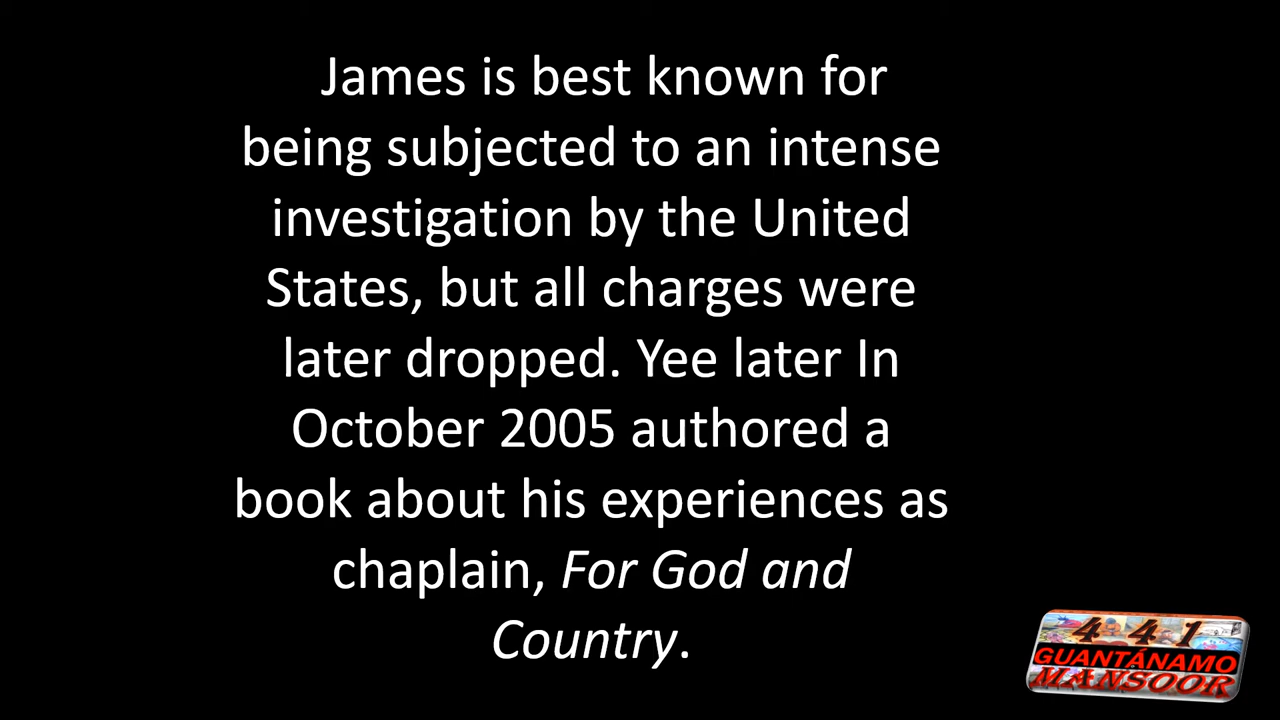 James is best known for
being subjected to an intense
investigation by the United
States, but all charges were
later dropped. Yee later In
October 2005 authored a
book about his experiences as
chaplain, For God and
Country.
441
GUANTÁNAMO
MANSOOR